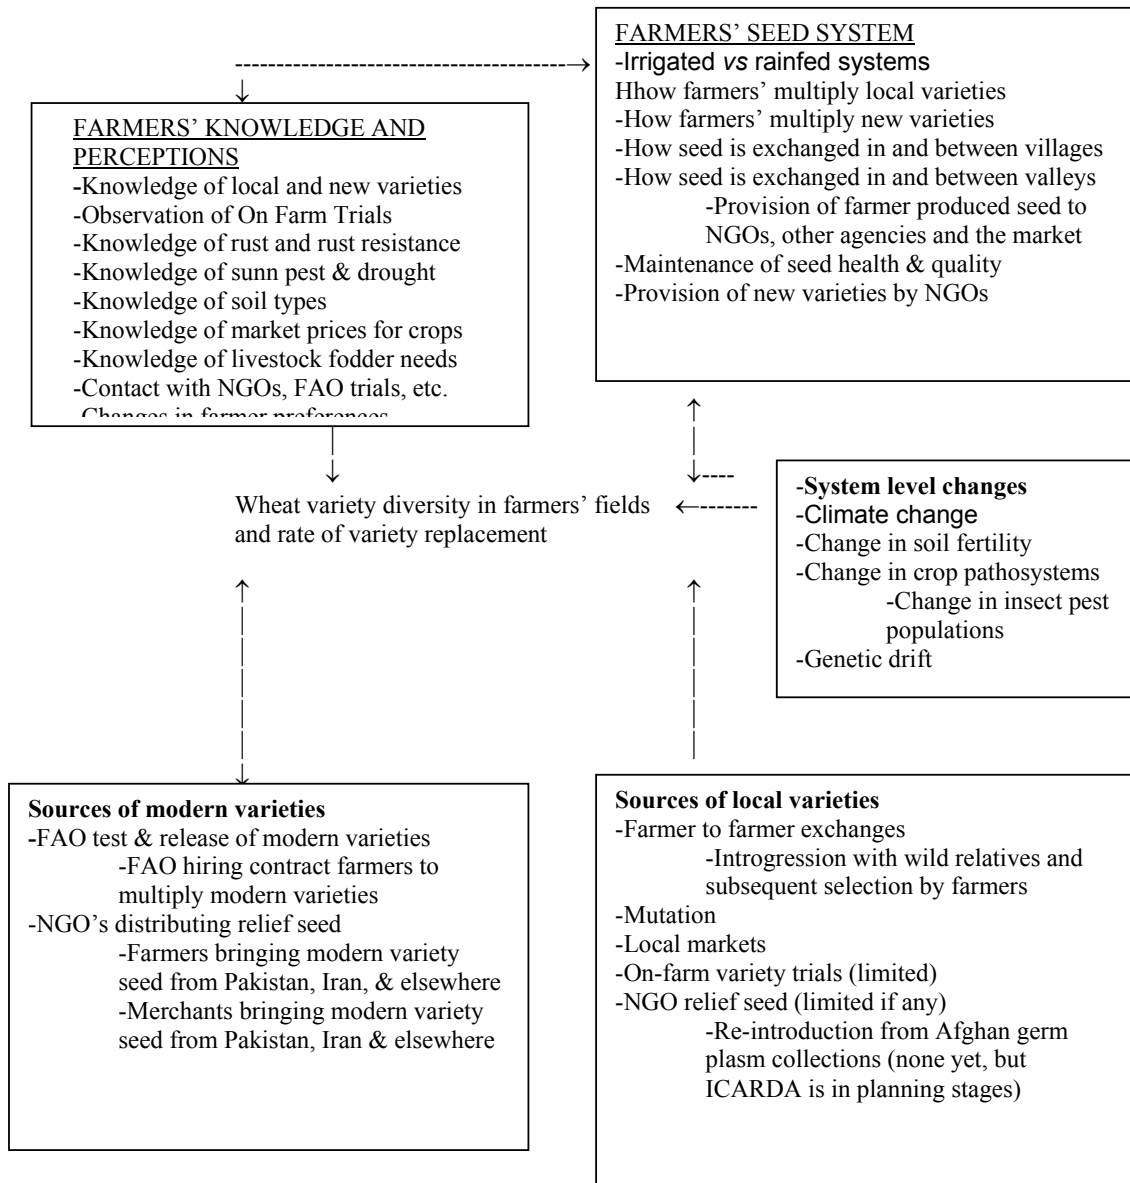 FARMERS’ SEED SYSTEM
-Irrigated vs rainfed systems
Hhow farmers’ multiply local varieties
-How farmers’ multiply new varieties
-How seed is exchanged in and between villages
-How seed is exchanged in and between valleys
-Provision of farmer produced seed to
NGOs, other agencies and the market
-Maintenance of seed health & quality
-Provision of new varieties by NGOs
FARMERS’ KNOWLEDGE AND
PERCEPTIONS
-Knowledge of local and new varieties
-Observation of On Farm Trials
-Knowledge of rust and rust resistance
-Knowledge of sunn pest & drought
-Knowledge of soil types
-Knowledge of market prices for crops
-Knowledge of livestock fodder needs
-Contact with NGOs, FAO trials, etc.
-Changes in farmer preferences
Wheat variety diversity in farmers’ fields
and rate of variety replacement
-System level changes
-Climate change
-Change in soil fertility
-Change in crop pathosystems
-Change in insect pest
populations
-Genetic drift
Sources of modern varieties
-FAO test & release of modern varieties
-FAO hiring contract farmers to
multiply modern varieties
-NGO’s distributing relief seed
-Farmers bringing modern variety
seed from Pakistan, Iran, & elsewhere
-Merchants bringing modern variety
seed from Pakistan, Iran & elsewhere
Sources of local varieties
-Farmer to farmer exchanges
-Introgression with wild relatives and
subsequent selection by farmers
-Mutation
-Local markets
-On-farm variety trials (limited)
-NGO relief seed (limited if any)
-Re-introduction from Afghan germ
plasm collections (none yet, but
ICARDA is in planning stages)